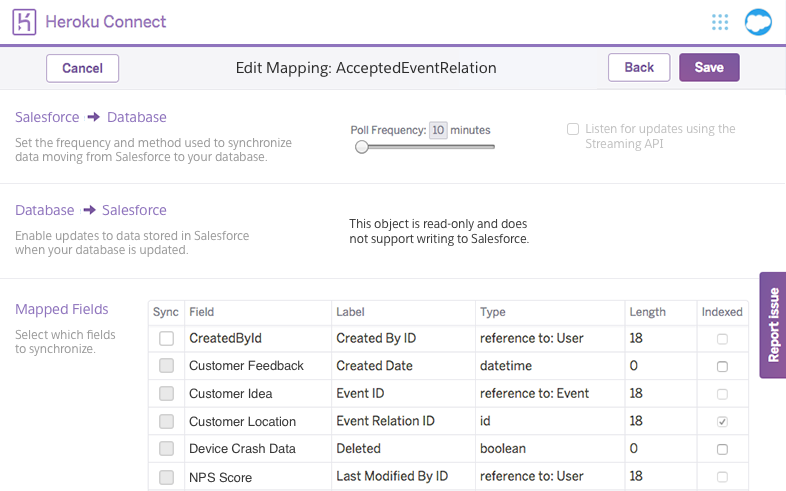 Heroku Connect
Cancel
Edit Mapping: AcceptedEventRelation
Back
Save
Salesforce → Database
Set the frequency and method used to synchronize
data moving from Salesforce to your database.
Poll Frequency: 10 minutes
Listen for updates using the
Streaming API
Database → Salesforce
Enable updates to data stored in Salesforce
when your database is updated.
This object is read-only and does
not support writing to Salesforce.
Report issue
Mapped Fields
Select which fields
to synchronize.
Sync Field Label Type Length Indexed
CreatedById Created By ID reference to: User 18
Customer Feedback Created Date datetime 0
Customer Idea Event ID reference to: Event 18
Customer Location Event Relation ID id 18
Device Crash Data Deleted boolean 0
NPS Score Last Modified By ID reference to: User 18